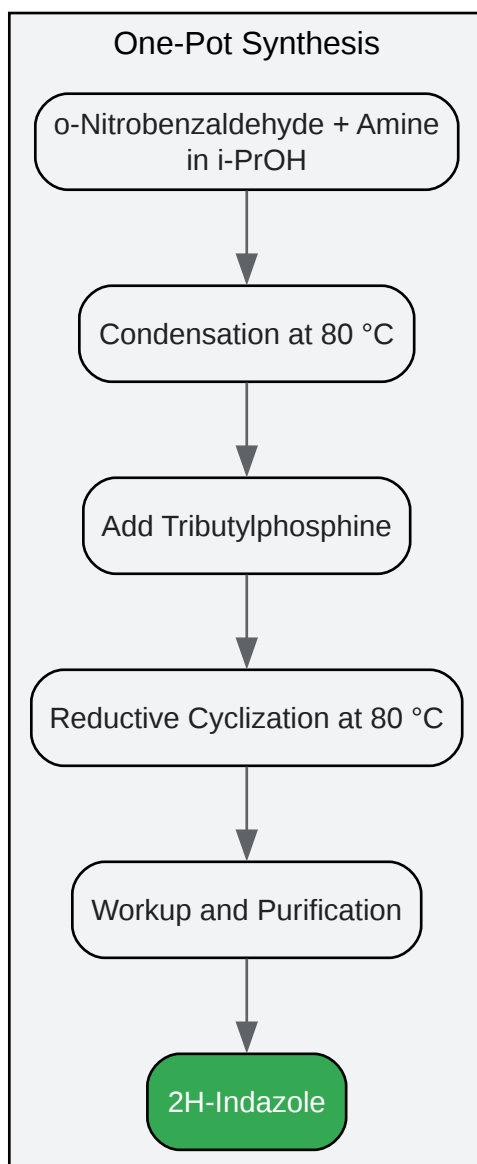 One-Pot Synthesis
o-Nitrobenzaldehyde + Amine
in i-PrOH
Condensation at 80 °C
Add Tributylphosphine
Reductive Cyclization at 80 °C
Workup and Purification
2H-Indazole